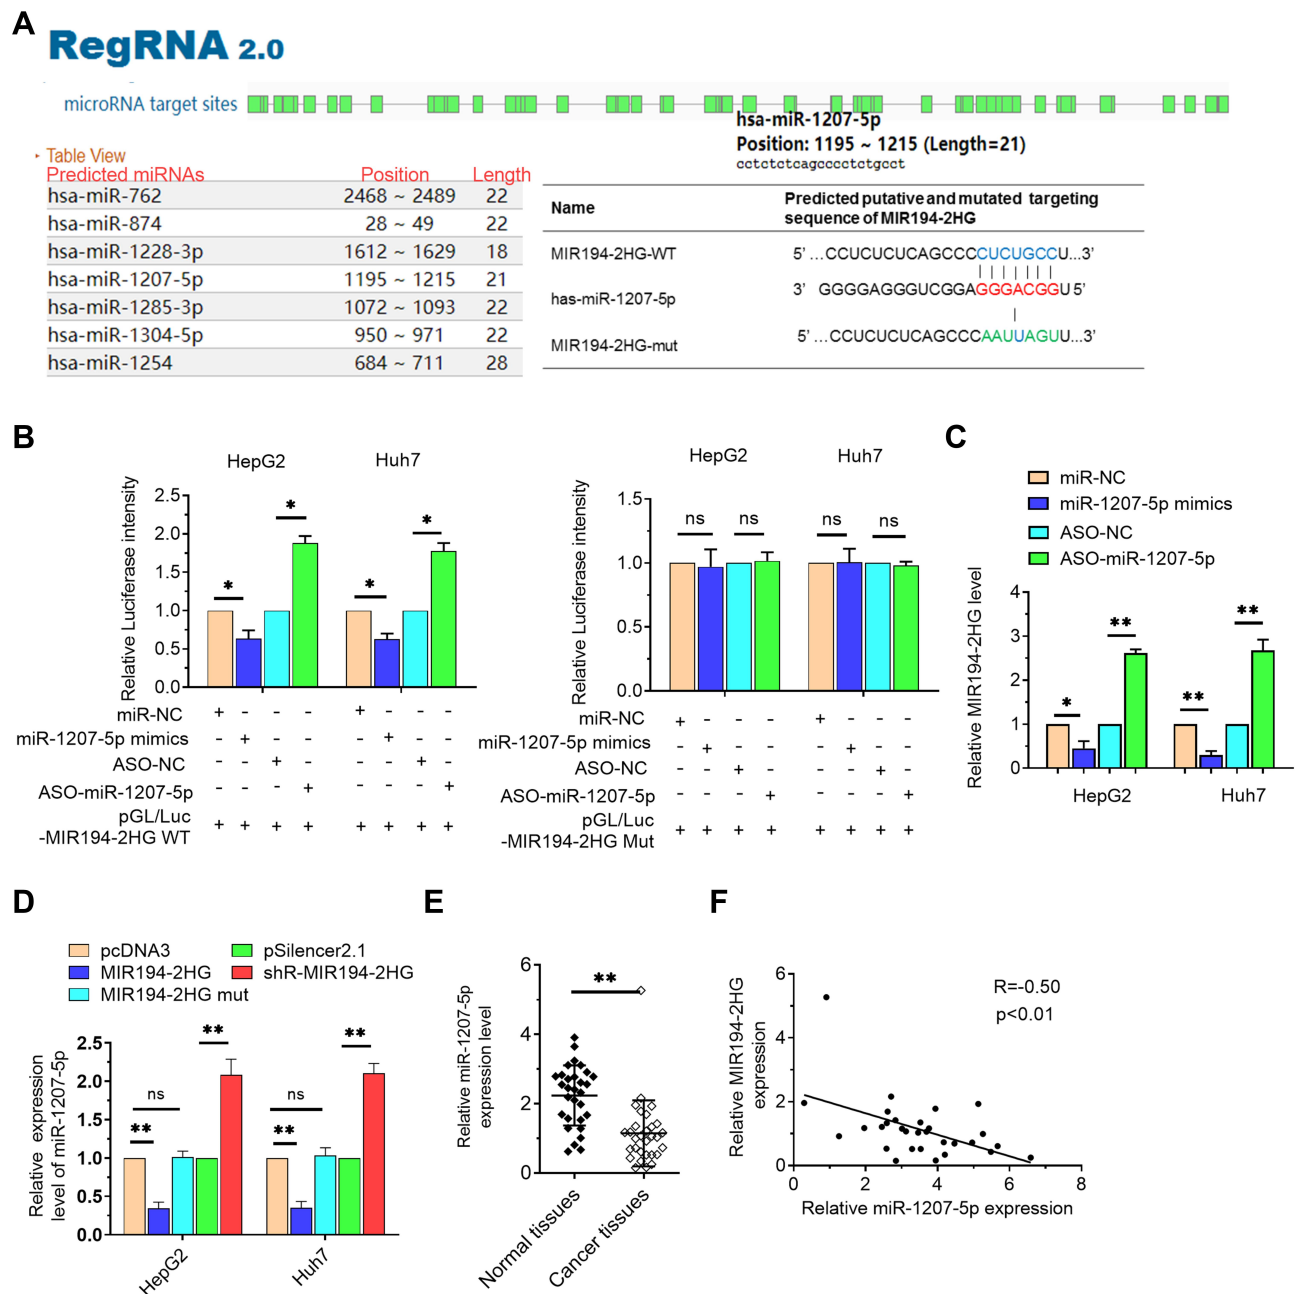 A
RegRNA 2.0
microRNA target sites
hsa-miR-1207-5p
Position: 1195 ~ 1215 (Length=21)
cctctctcagcccctctgcct
Table View
Predicted miRNAs Position Length
hsa-miR-762 2468 ~ 2489 22
hsa-miR-874 28 ~ 49 22
hsa-miR-1228-3p 1612 ~ 1629 18
hsa-miR-1207-5p 1195 ~ 1215 21
hsa-miR-1285-3p 1072 ~ 1093 22
hsa-miR-1304-5p 950 ~ 971 22
hsa-miR-1254 684 ~ 711 28
Name Predicted putative and mutated targeting
sequence of MIR194-2HG
MIR194-2HG-WT 5' ...CCUCUCUCAGCCCCUCUGCCU...3'
has-miR-1207-5p 3' GGGGAGGGUCGGAGGGACGGU 5'
MIR194-2HG-mut 5' ...CCUCUCUCAGCCCAAUUAGUU...3'
B
HepG2 Huh7
Relative Luciferase intensity
2.5
2.0
1.5
1.0
0.5
0.0
* * * *
miR-NC + - - - + - - -
miR-1207-5p mimics - + - - - + - -
ASO-NC - - + - - - + -
ASO-miR-1207-5p - - - + - - - +
pGL/Luc
-MIR194-2HG WT + + + + + + + +
HepG2 Huh7
Relative Luciferase intensity
1.5
1.0
0.5
0.0
ns ns ns ns
miR-NC + - - - + - - -
miR-1207-5p mimics - + - - - + - -
ASO-NC - - + - - - + -
ASO-miR-1207-5p - - - + - - - +
pGL/Luc
-MIR194-2HG Mut + + + + + + + +
C
miR-NC
miR-1207-5p mimics
ASO-NC
ASO-miR-1207-5p
Relative MIR194-2HG level
4
3
2
1
0
* ** ** **
HepG2 Huh7
D
pcDNA3 pSilencer2.1
MIR194-2HG shR-MIR194-2HG
MIR194-2HG mut
Relative expression
level of miR-1207-5p
2.5
2.0
1.5
1.0
0.5
0.0
** ns ** ** ns **
HepG2 Huh7
E
Relative miR-1207-5p
expression level
6
4
2
0
**
Normal tissues Cancer tissues
F
Relative MIR194-2HG
expression
6
4
2
0
R=-0.50
p<0.01
0 2 4 6 8
Relative miR-1207-5p expression